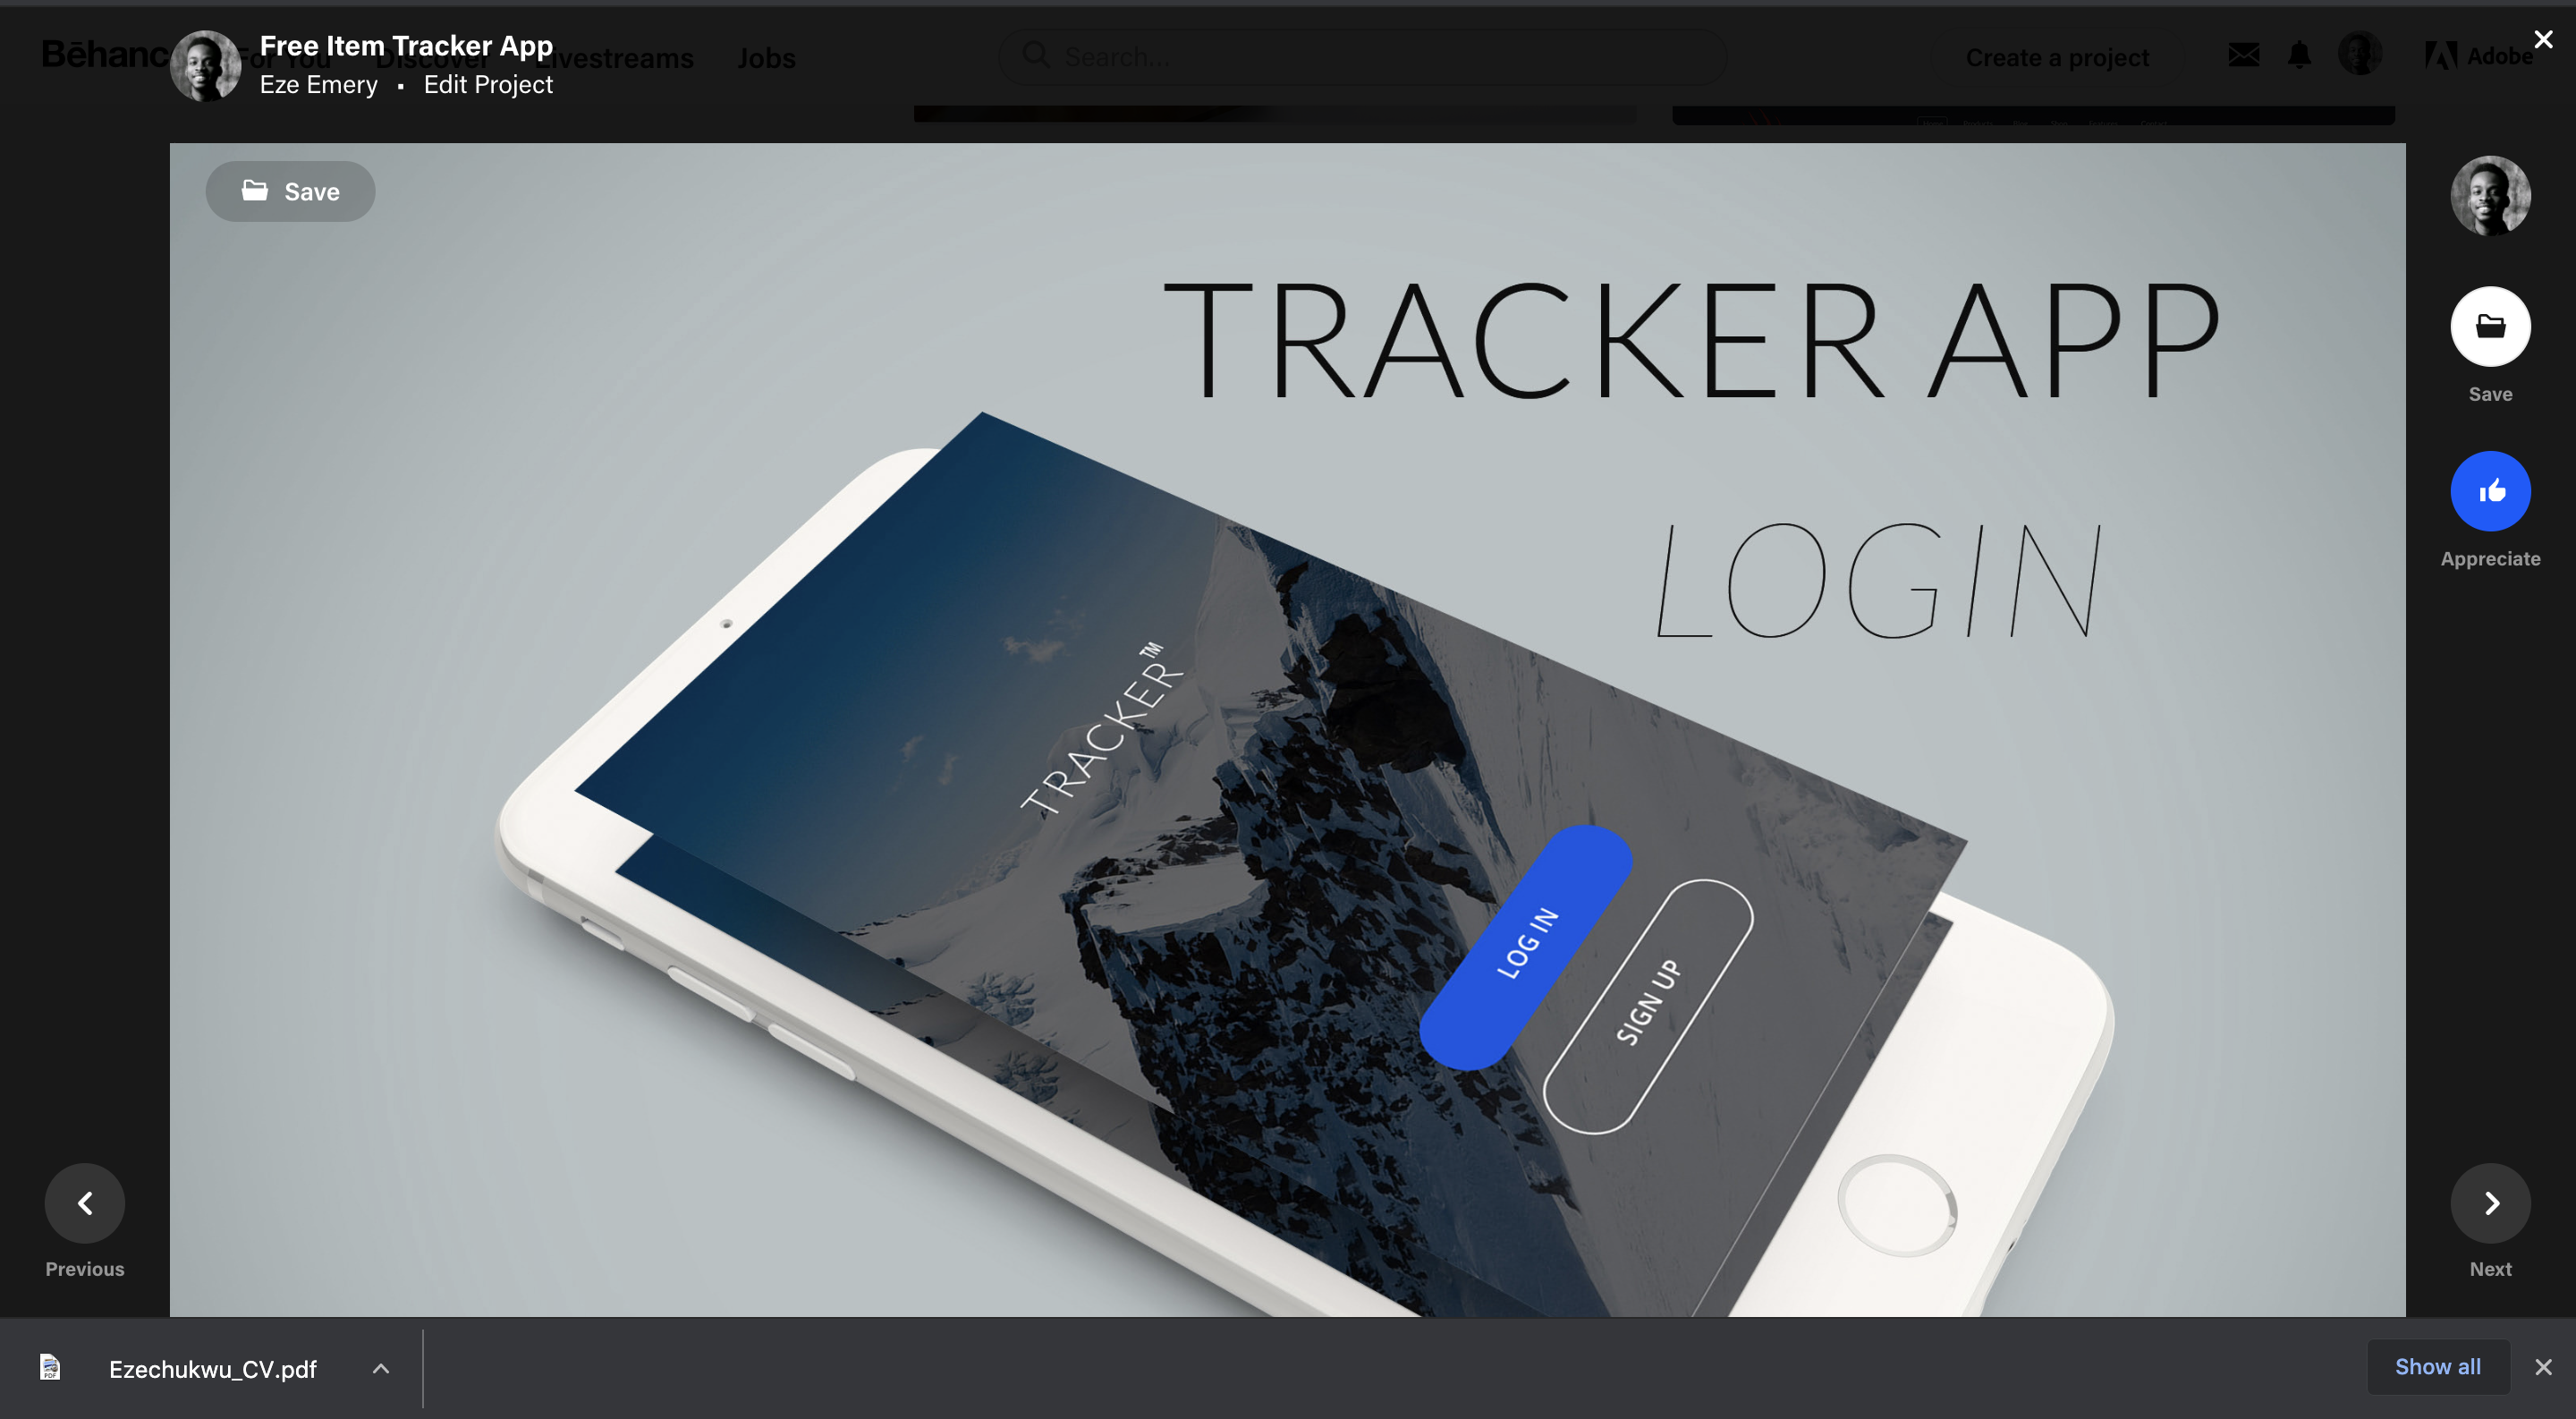 Bēhanc
For You
Discover
Livestreams
Jobs
Search...
Create a project
Adobe
Free Item Tracker App
Eze Emery • Edit Project
Save
TRACKER APP
LOGIN
TRACKER™
LOG IN
SIGN UP
Save
Appreciate
Previous
Next
Ezechukwu_CV.pdf
Show all